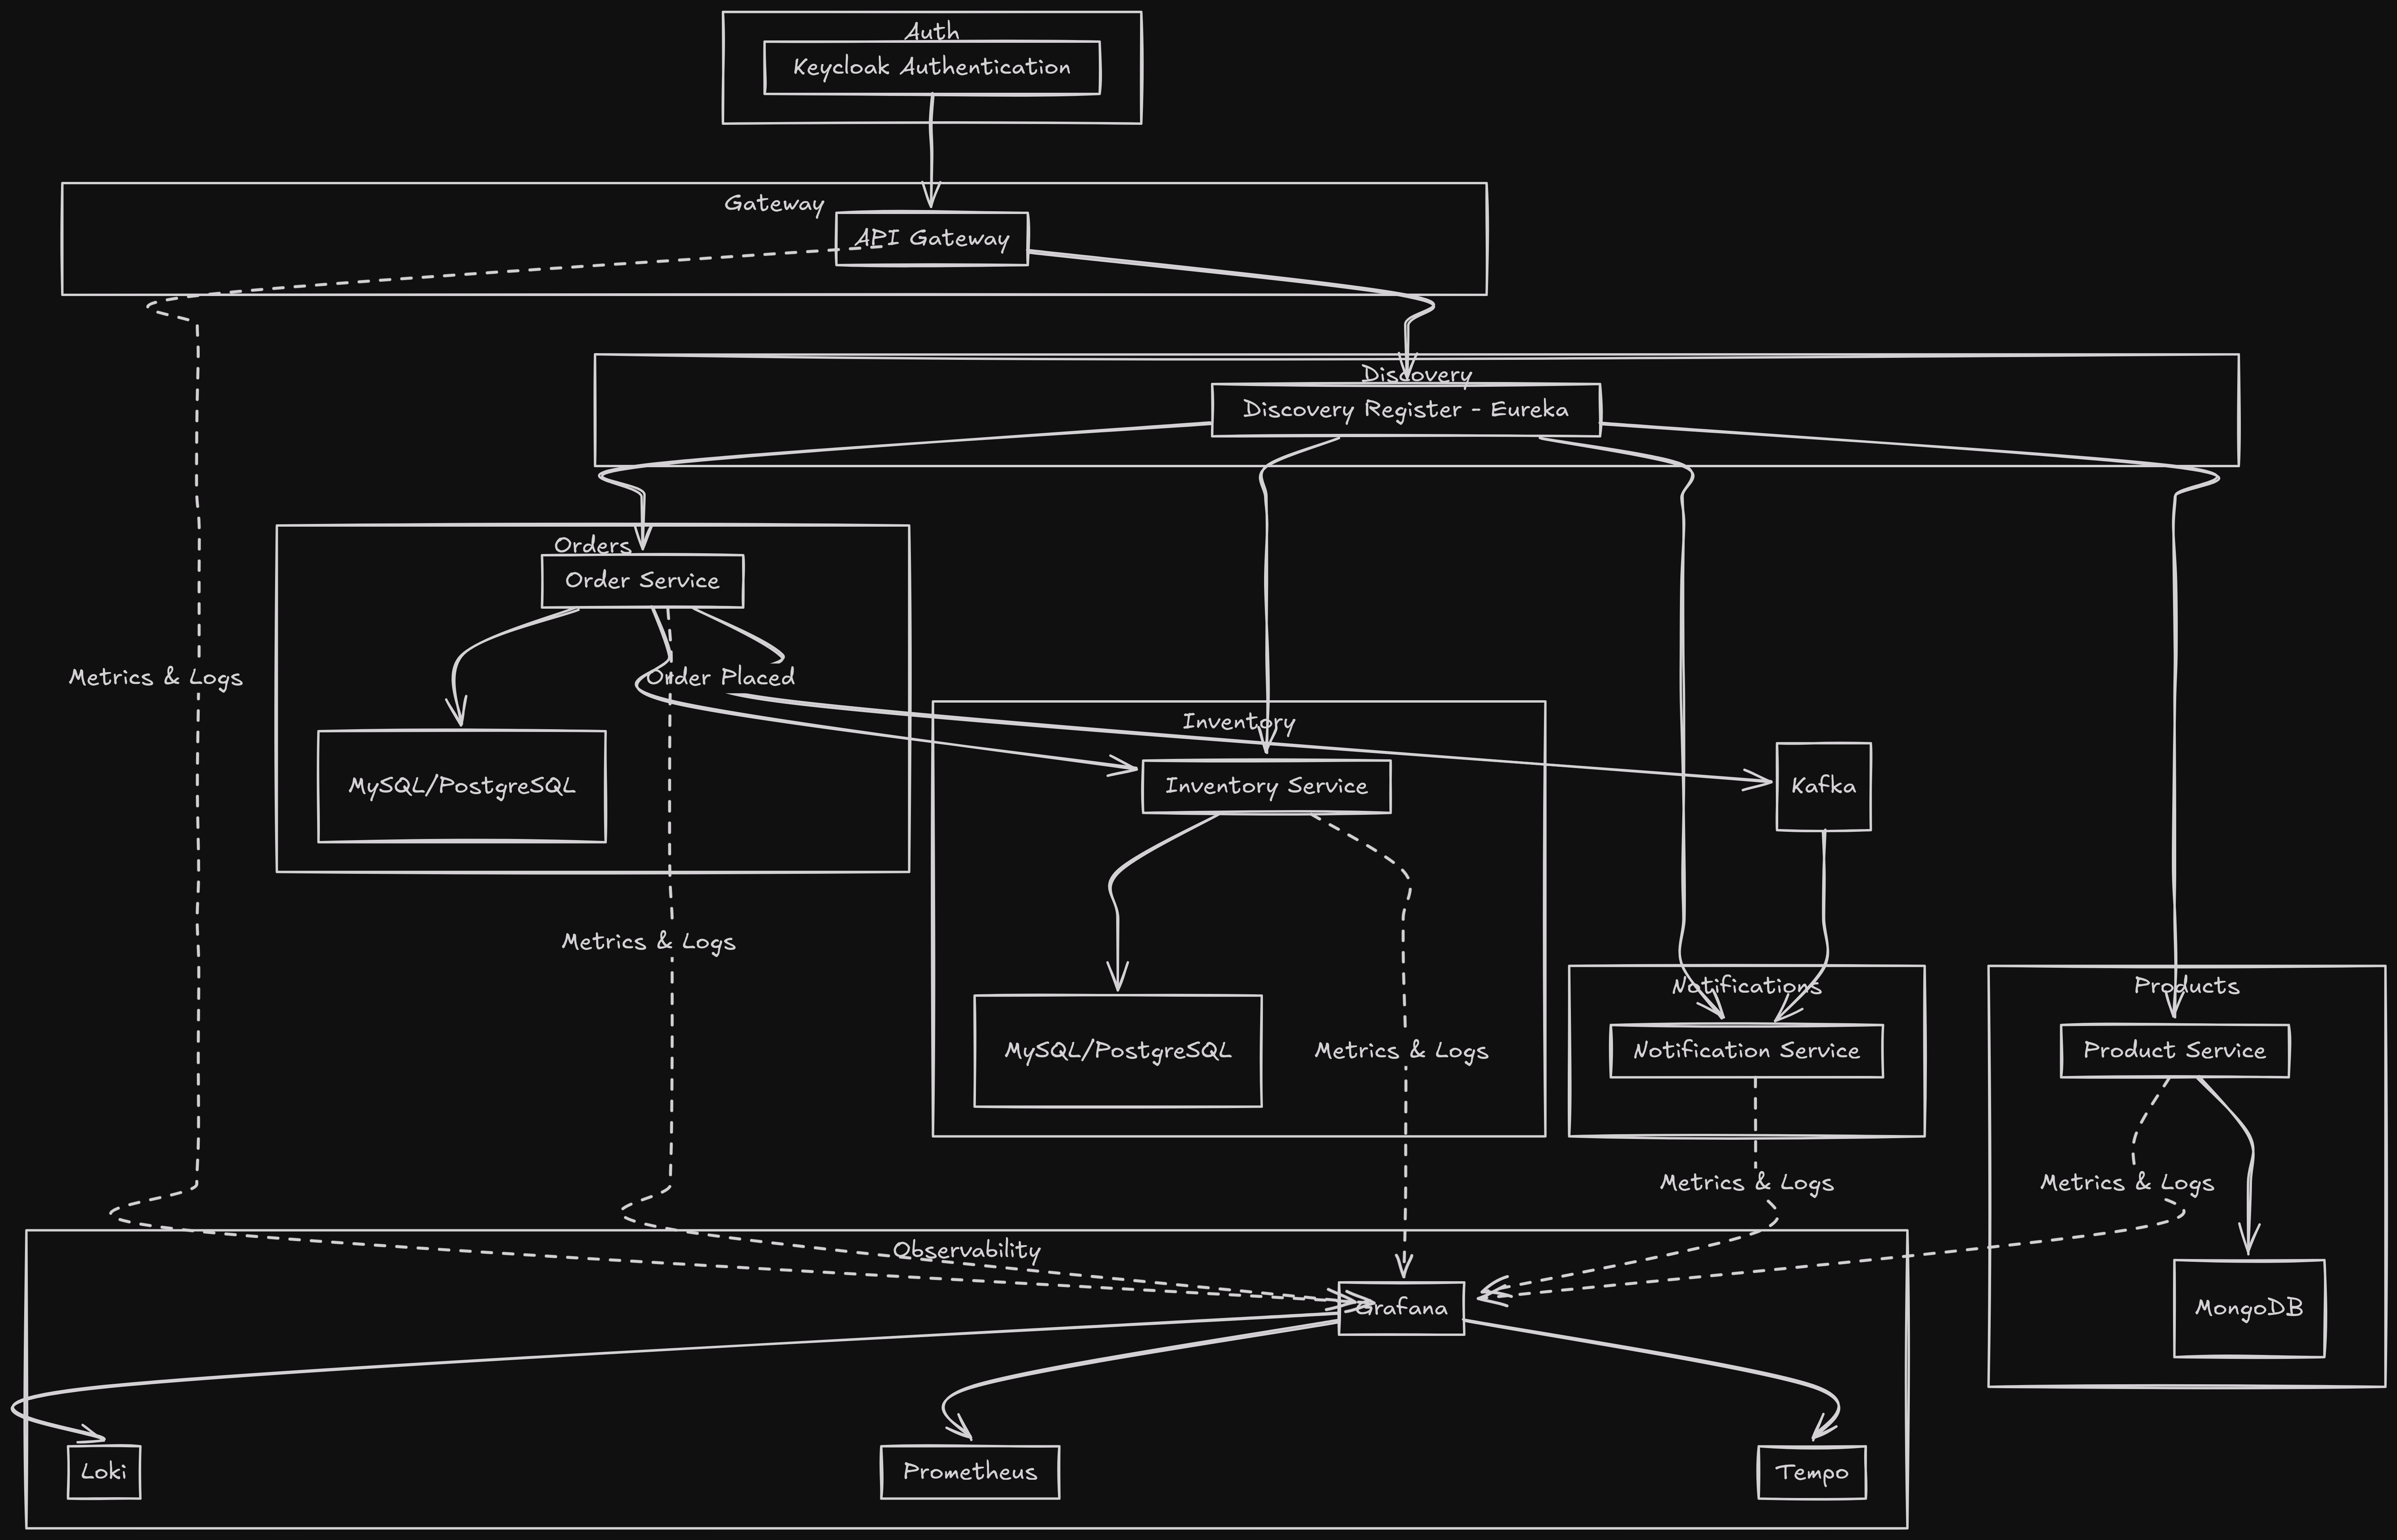 Auth
Keycloak Authentication
Gateway
API Gateway
Discovery
Discovery Register - Eureka
Orders
Order Service
Metrics & Logs
Order Placed
Inventory
MySQL/PostgreSQL
Inventory Service
Kafka
Metrics & Logs
Notifications
Products
MySQL/PostgreSQL
Metrics & Logs
Notification Service
Product Service
Metrics & Logs
Metrics & Logs
Observability
Grafana
MongoDB
Loki
Prometheus
Tempo